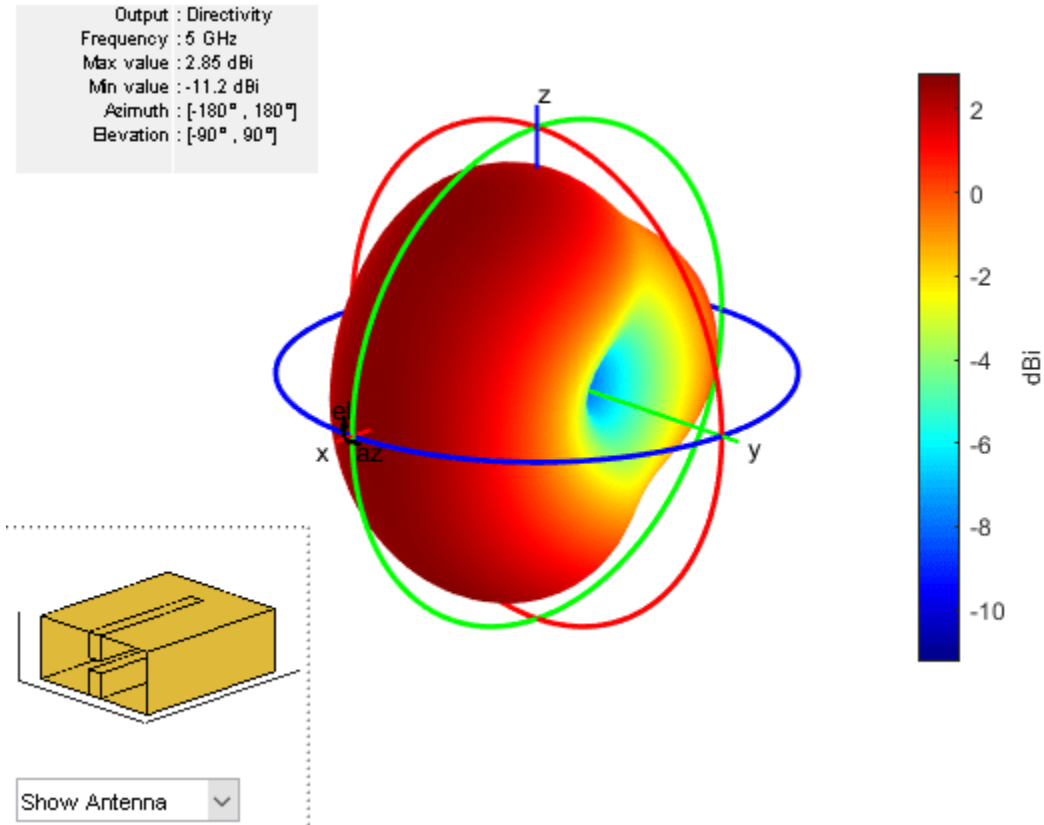 Output : Directivity
Frequency : 5 GHz
Max value : 2.85 dBi
Min value : -11.2 dBi
Azimuth : [-180° , 180°]
Elevation : [-90° , 90°]
z
x
az
y
2
0
-2
-4
-6
-8
-10
dBi
Show Antenna